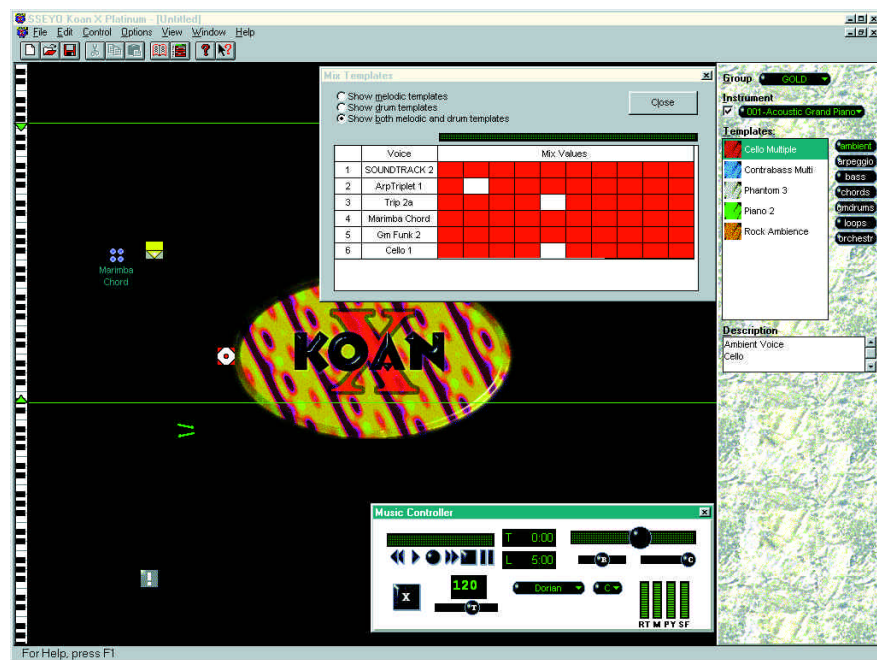 SSEYO Koan X Platinum - [Untitled]
File Edit Control Options View Window Help
Mix Templates
Show melodic templates
Show drum templates
Show both melodic and drum templates
Close
Voice Mix Values
1 SOUNDTRACK 2
2 ArpTriplet 1
3 Trip 2a
4 Marimba Chord
5 Gm Funk 2
6 Cello 1
Group GOLD
Instrument
001-Acoustic Grand Piano
Templates:
Cello Multiple
Contrabass Multi
Phantom 3
Piano 2
Rock Ambience
ambient
arpeggio
bass
chords
gmdrums
loops
orchestr
Description
Ambient Voice
Cello
Marimba
Chord
KOAN
X
Music Controller
T 0:00
L 5:00
R
C
X
120
T
Dorian
C
RT M PY SF
!
For Help, press F1